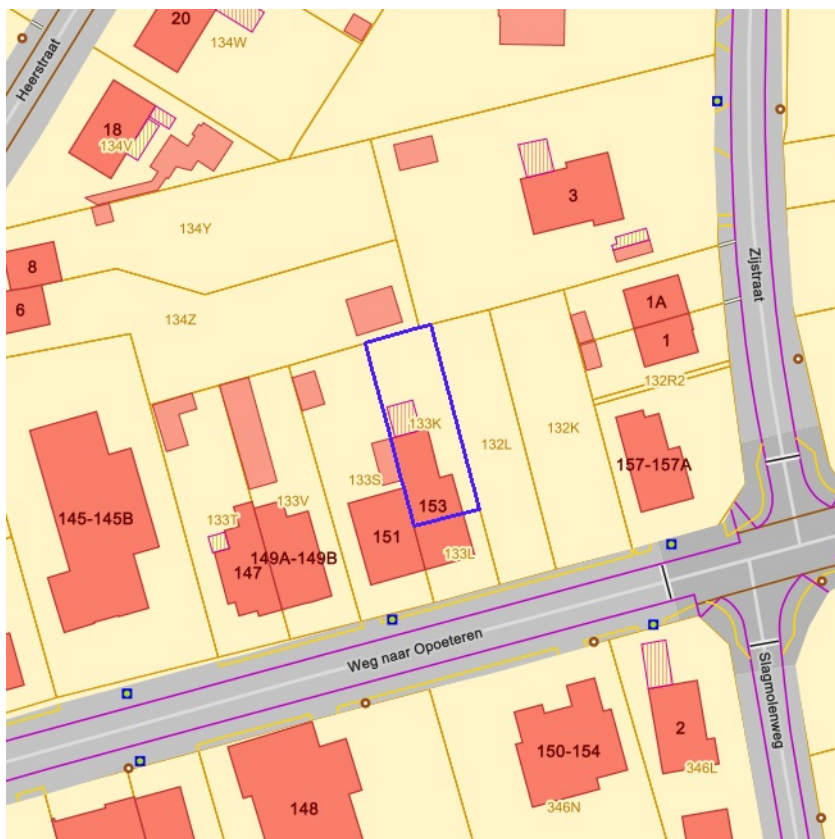 20
134W
Heerstraat
18
134V
3
134Y
8
6
134Z
Zijstraat
1A
1
132R2
133K
132L
132K
157-157A
133S
145-145B
133V
133T
153
151
149A-149B
147
133L
Weg naar Opoeteren
Slagmolenweg
2
150-154
346L
346N
148